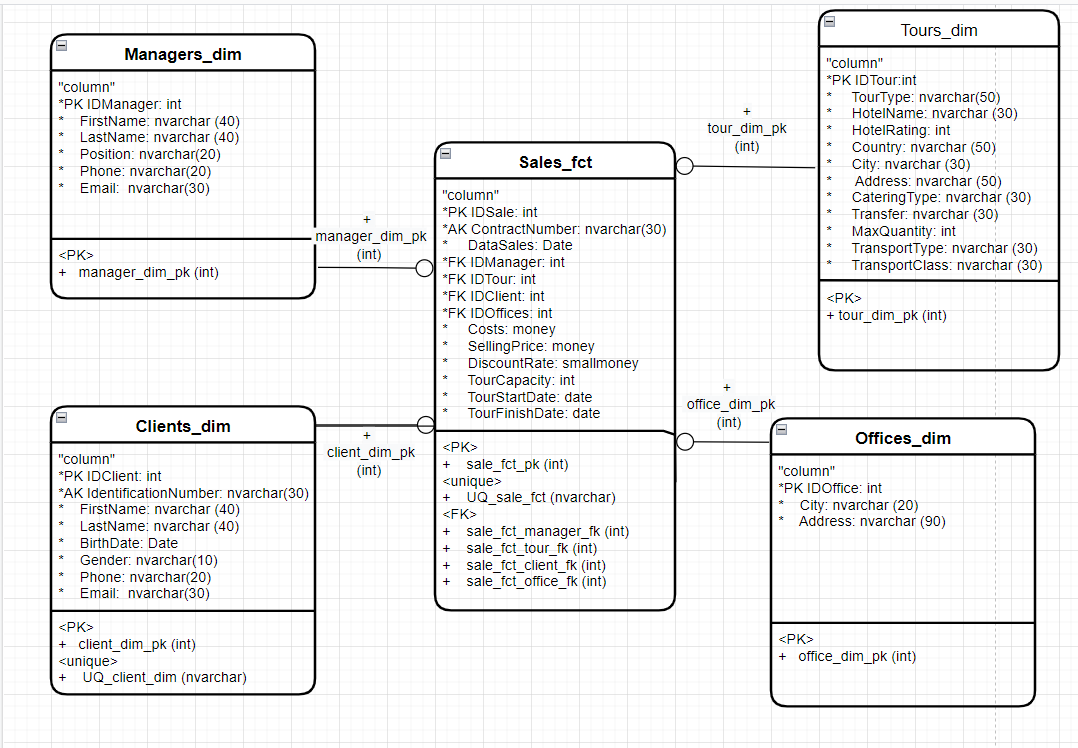 Managers_dim
"column"
*PK IDManager: int
* FirstName: nvarchar (40)
* LastName: nvarchar (40)
* Position: nvarchar(20)
* Phone: nvarchar(20)
* Email: nvarchar(30)
<PK>
+ manager_dim_pk (int)
+
manager_dim_pk
(int)
Clients_dim
"column"
*PK IDClient: int
*AK IdentificationNumber: nvarchar(30)
* FirstName: nvarchar (40)
* LastName: nvarchar (40)
* BirthDate: Date
* Gender: nvarchar(10)
* Phone: nvarchar(20)
* Email: nvarchar(30)
<PK>
+ client_dim_pk (int)
<unique>
+ UQ_client_dim (nvarchar)
+
client_dim_pk
(int)
Sales_fct
"column"
*PK IDSale: int
*AK ContractNumber: nvarchar(30)
* DataSales: Date
*FK IDManager: int
*FK IDTour: int
*FK IDClient: int
*FK IDOffices: int
* Costs: money
* SellingPrice: money
* DiscountRate: smallmoney
* TourCapacity: int
* TourStartDate: date
* TourFinishDate: date
<PK>
+ sale_fct_pk (int)
<unique>
+ UQ_sale_fct (nvarchar)
<FK>
+ sale_fct_manager_fk (int)
+ sale_fct_tour_fk (int)
+ sale_fct_client_fk (int)
+ sale_fct_office_fk (int)
+
tour_dim_pk
(int)
Tours_dim
"column"
*PK IDTour:int
* TourType: nvarchar(50)
* HotelName: nvarchar (30)
* HotelRating: int
* Country: nvarchar (50)
* City: nvarchar (30)
* Address: nvarchar (50)
* CateringType: nvarchar (30)
* Transfer: nvarchar (30)
* MaxQuantity: int
* TransportType: nvarchar (30)
* TransportClass: nvarchar (30)
<PK>
+ tour_dim_pk (int)
+
office_dim_pk
(int)
Offices_dim
"column"
*PK IDOffice: int
* City: nvarchar (20)
* Address: nvarchar (90)
<PK>
+ office_dim_pk (int)